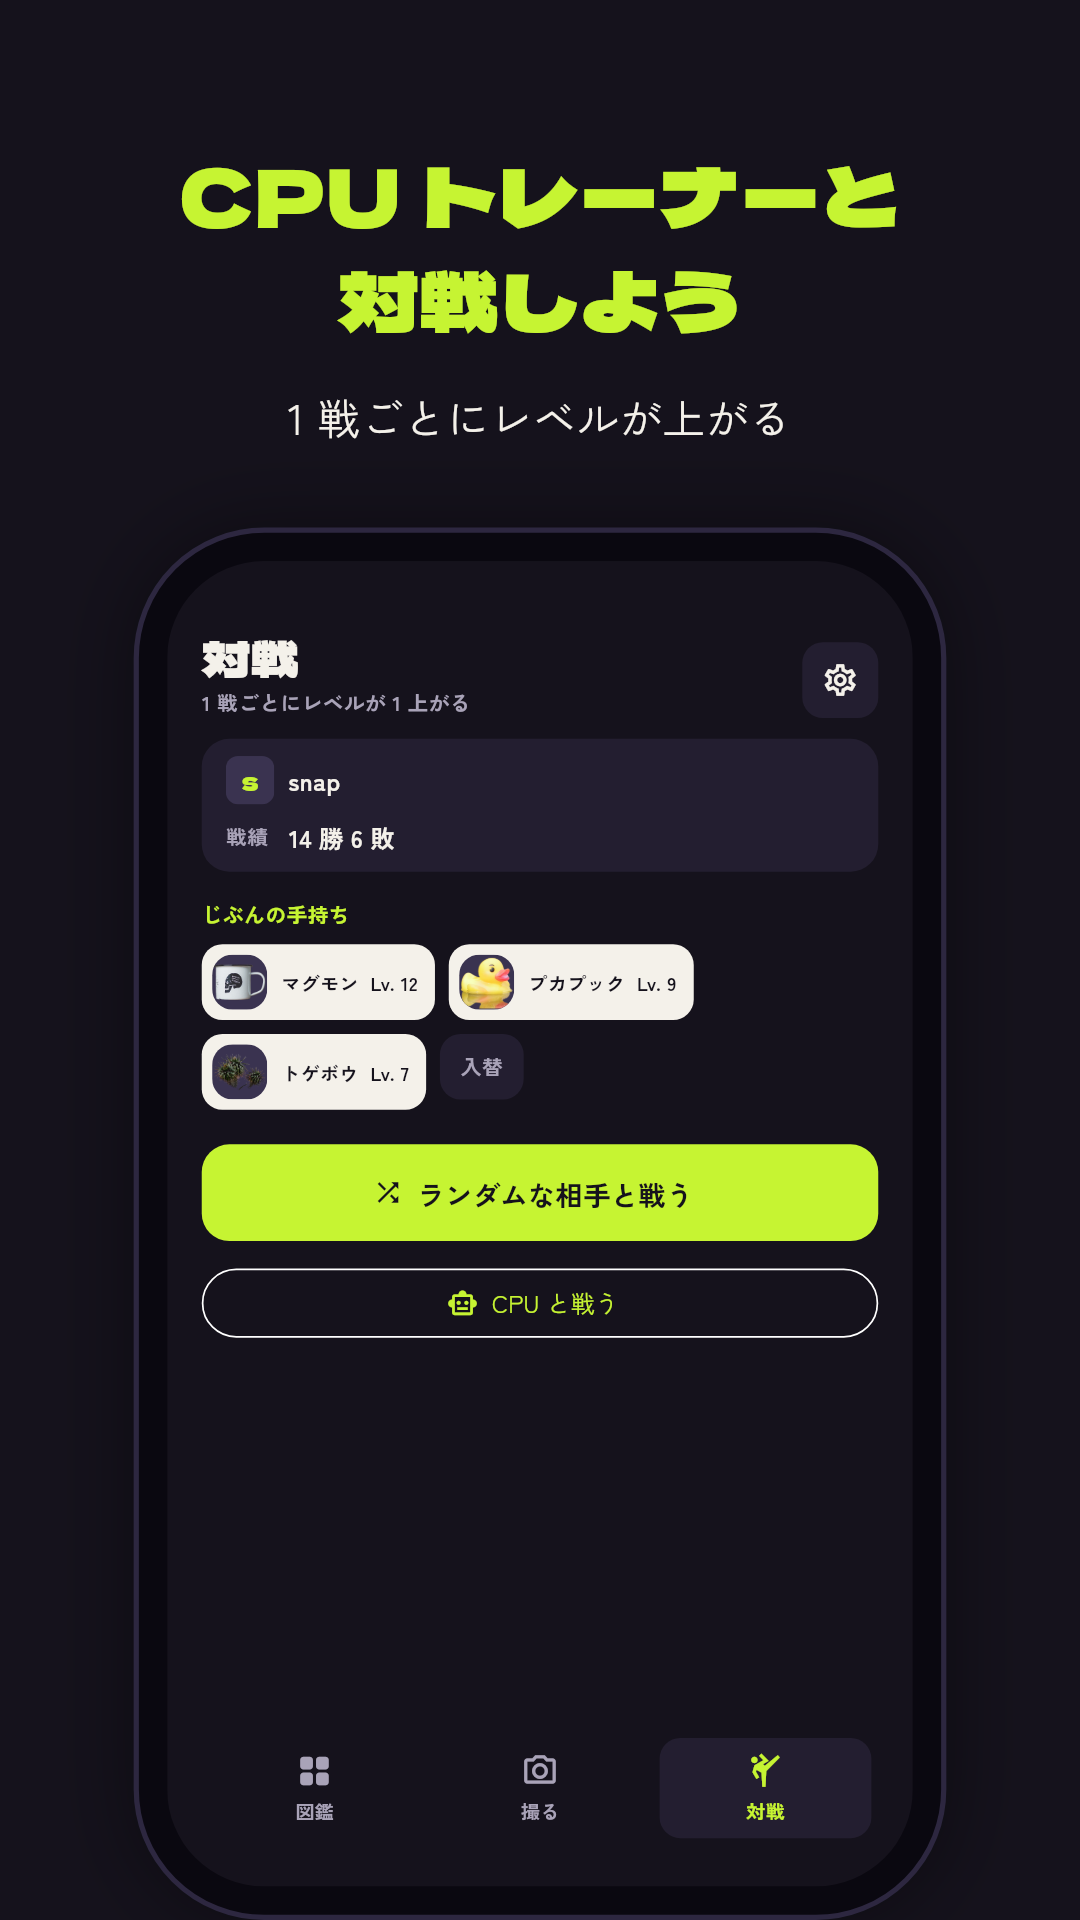 CPU トレーナーと
対戦しよう
1 戦ごとにレベルが上がる
対戦
1 戦ごとにレベルが 1 上がる
s snap
戦績 14 勝 6 敗
じぶんの手持ち
マグモン Lv. 12
プカプック Lv. 9
トゲボウ Lv. 7
入替
ランダムな相手と戦う
CPU と戦う
図鑑
撮る
対戦